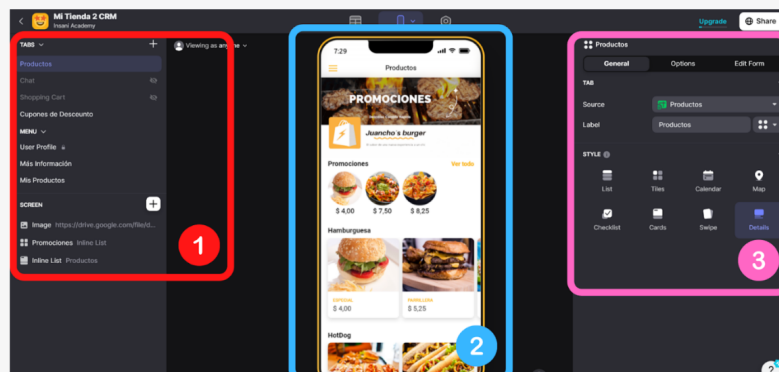 Mi Tienda 2 CRM
Insani Academy
Upgrade
Share
TABS
Productos
Chat
Shopping Cart
Cupones de Descuento
MENU
User Profile
Más Información
Mis Productos
SCREEN
Image https://drive.google.com/file/d...
Promociones Inline List
Inline List Productos
1
Viewing as anyone
7:29
Productos
PROMOCIONES
Juancho's burger
Promociones
Ver todo
$ 4,00 $ 7,50 $ 8,25
Hamburguesa
ESPECIAL
$ 4,00
PARRILLERA
$ 5,25
HotDog
2
Productos
General Options Edit Form
TAB
Source Productos
Label Productos
STYLE
List Tiles Calendar Map
Checklist Cards Swipe Details
3
?